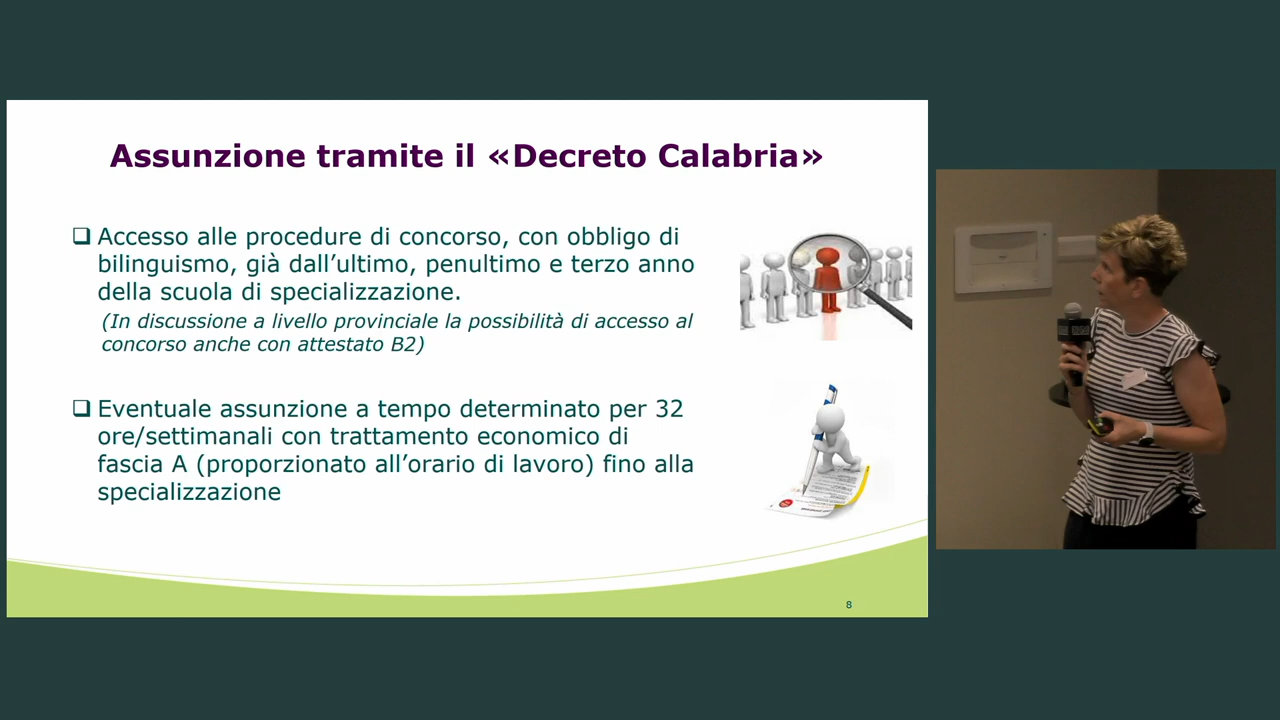 Assunzione tramite il «Decreto Calabria»
❑ Accesso alle procedure di concorso, con obbligo di
bilinguismo, già dall’ultimo, penultimo e terzo anno
della scuola di specializzazione.
(In discussione a livello provinciale la possibilità di accesso al
concorso anche con attestato B2)
❑ Eventuale assunzione a tempo determinato per 32
ore/settimanali con trattamento economico di
fascia A (proporzionato all’orario di lavoro) fino alla
specializzazione
8